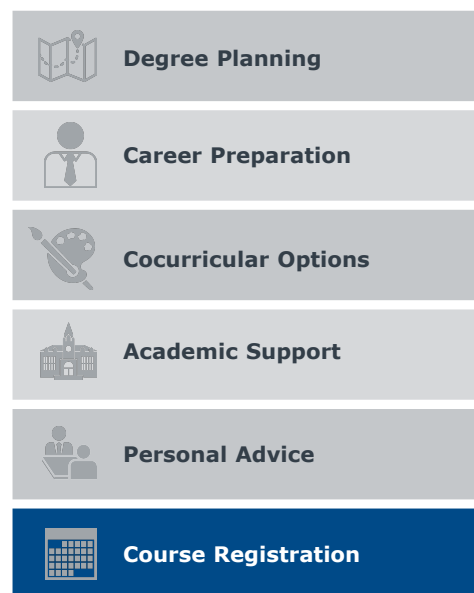 Degree Planning
Career Preparation
Cocurricular Options
Academic Support
Personal Advice
Course Registration